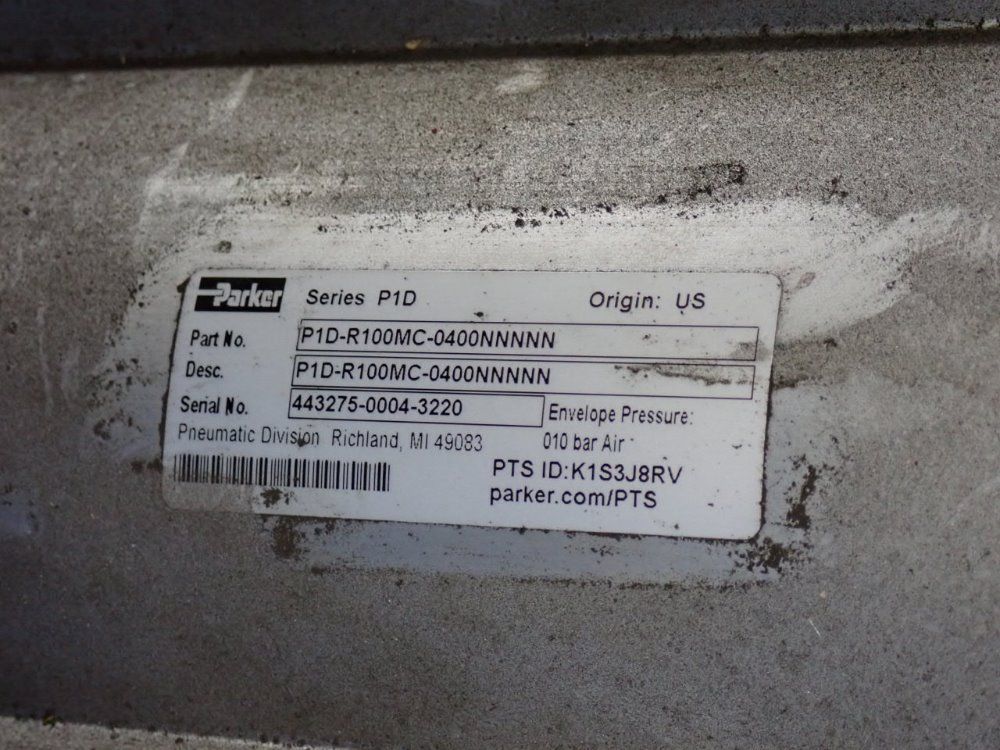 Parker Series P1D Origin: US
Part No. P1D-R100MC-0400NNNNN
Desc. P1D-R100MC-0400NNNNN
Serial No. 443275-0004-3220 Envelope Pressure:
Pneumatic Division Richland, MI 49083 010 bar Air
PTS ID:K1S3J8RV
parker.com/PTS